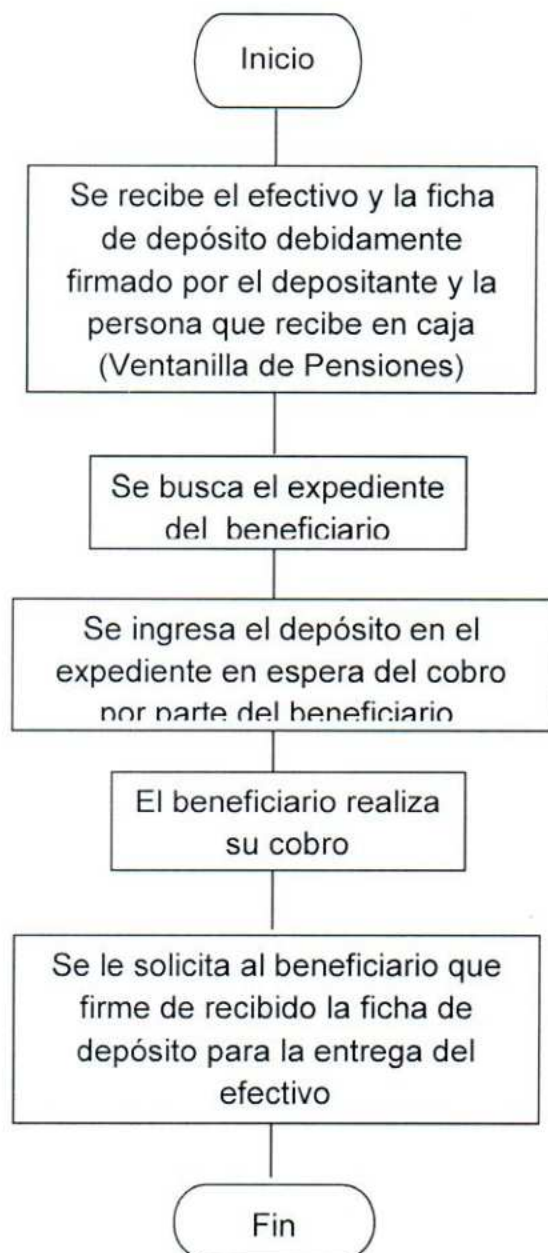 Inicio
Se recibe el efectivo y la ficha
de depósito debidamente
firmado por el depositante y la
persona que recibe en caja
(Ventanilla de Pensiones)
Se busca el expediente
del beneficiario
Se ingresa el depósito en el
expediente en espera del cobro
por parte del beneficiario
El beneficiario realiza
su cobro
Se le solicita al beneficiario que
firme de recibido la ficha de
depósito para la entrega del
efectivo
Fin